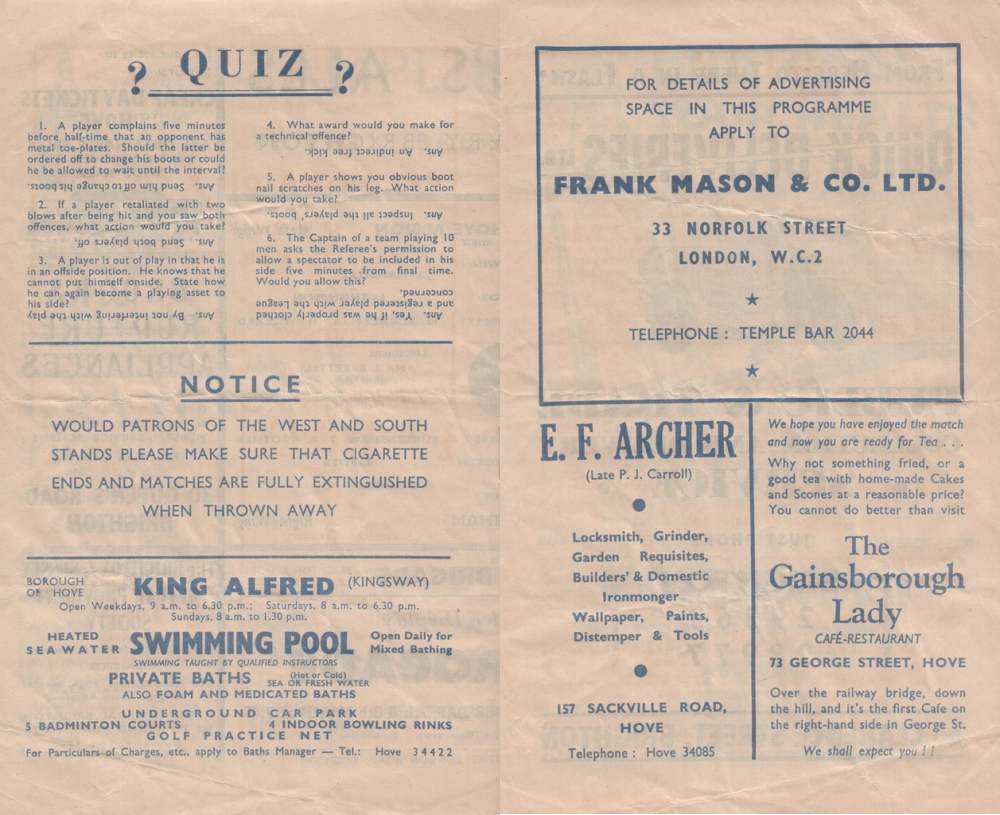 ? QUIZ ?
1. A player complains five minutes
before half-time that an opponent has
metal toe-plates. Should the latter be
ordered off to change his boots or could
he be allowed to wait until the interval?
Ans. Send him off to change his boots.
2. If a player retaliated with two
blows after being hit and you saw both
offences, what action would you take?
Ans. Send both players off.
3. A player is out of play in that he is
in an offside position. He knows that he
cannot put himself onside. State how
he can again become a playing asset to
his side?
Ans. By not interfering with the play
4. What award would you make for
a technical offence?
Ans. An indirect free kick.
5. A player shows you obvious boot
nail scratches on his leg. What action
would you take?
Ans. Inspect all the players' boots.
6. The Captain of a team playing 10
men asks the Referee's permission to
allow a spectator to be included in his
side five minutes from final time.
Would you allow this?
Ans. Yes, if he was properly clothed
and a registered player with the League
concerned.
NOTICE
WOULD PATRONS OF THE WEST AND SOUTH
STANDS PLEASE MAKE SURE THAT CIGARETTE
ENDS AND MATCHES ARE FULLY EXTINGUISHED
WHEN THROWN AWAY
BOROUGH
OF HOVE
KING ALFRED (KINGSWAY)
Open Weekdays, 9 a.m. to 6.30 p.m.; Saturdays, 8 a.m. to 6.30 p.m.
Sundays, 8 a.m. to 1.30 p.m.
HEATED
SEA WATER
SWIMMING POOL
Open Daily for
Mixed Bathing
SWIMMING TAUGHT BY QUALIFIED INSTRUCTORS
PRIVATE BATHS (Hot or Cold)
SEA OR FRESH WATER
ALSO FOAM AND MEDICATED BATHS
UNDERGROUND CAR PARK
5 BADMINTON COURTS 4 INDOOR BOWLING RINKS
GOLF PRACTICE NET
For Particulars of Charges, etc., apply to Baths Manager — Tel.: Hove 34422
FOR DETAILS OF ADVERTISING
SPACE IN THIS PROGRAMME
APPLY TO
FRANK MASON & CO. LTD.
33 NORFOLK STREET
LONDON, W.C.2
TELEPHONE : TEMPLE BAR 2044
E. F. ARCHER
(Late P. J. Carroll)
Locksmith, Grinder,
Garden Requisites,
Builders' & Domestic
Ironmonger
Wallpaper, Paints,
Distemper & Tools
157 SACKVILLE ROAD,
HOVE
Telephone : Hove 34085
We hope you have enjoyed the match
and now you are ready for Tea . . .
Why not something fried, or a
good tea with home-made Cakes
and Scones at a reasonable price?
You cannot do better than visit
The
Gainsborough
Lady
CAFÉ-RESTAURANT
73 GEORGE STREET, HOVE
Over the railway bridge, down
the hill, and it's the first Cafe on
the right-hand side in George St.
We shall expect you ! !